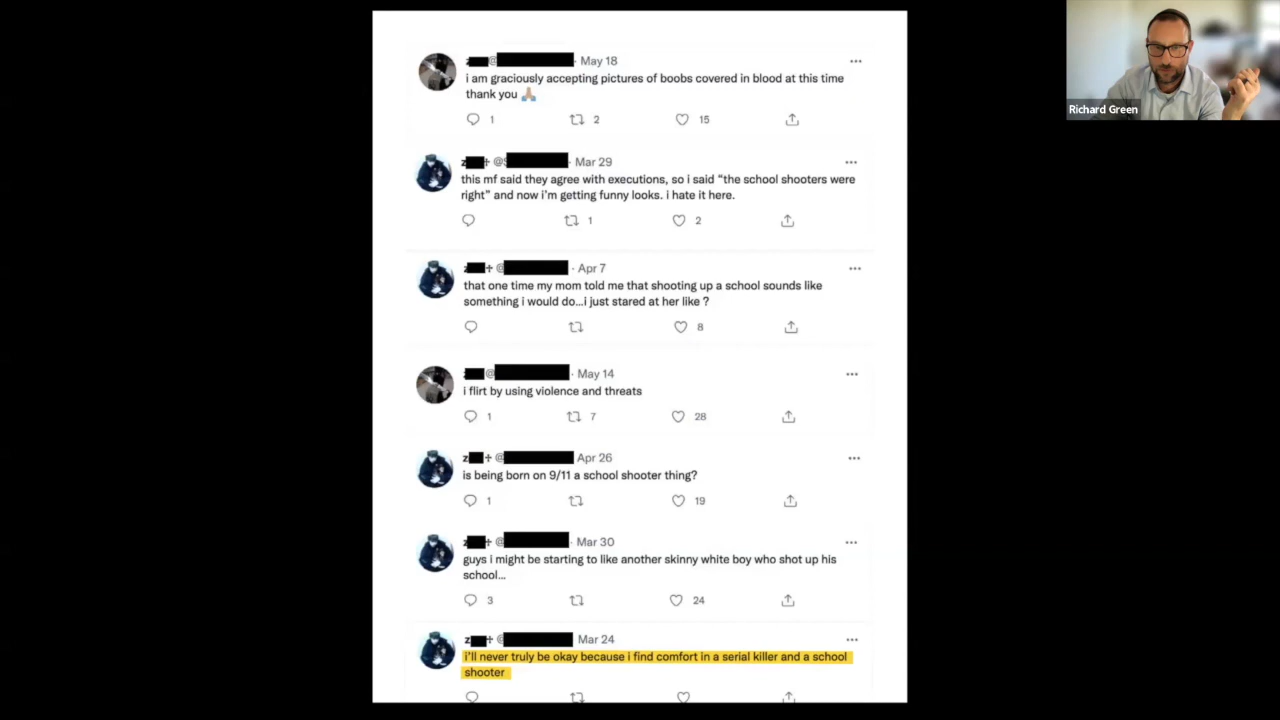 z @ · May 18
i am graciously accepting pictures of boobs covered in blood at this time
thank you 🙏🏼
1 2 15
z + @ · Mar 29
this mf said they agree with executions, so i said “the school shooters were
right” and now i’m getting funny looks. i hate it here.
1 2
z + @ · Apr 7
that one time my mom told me that shooting up a school sounds like
something i would do...i just stared at her like ?
8
@ · May 14
i flirt by using violence and threats
1 7 28
z + @ Apr 26
is being born on 9/11 a school shooter thing?
1 19
z + @ · Mar 30
guys i might be starting to like another skinny white boy who shot up his
school...
3 24
z + @ Mar 24
i’ll never truly be okay because i find comfort in a serial killer and a school
shooter
Richard Green